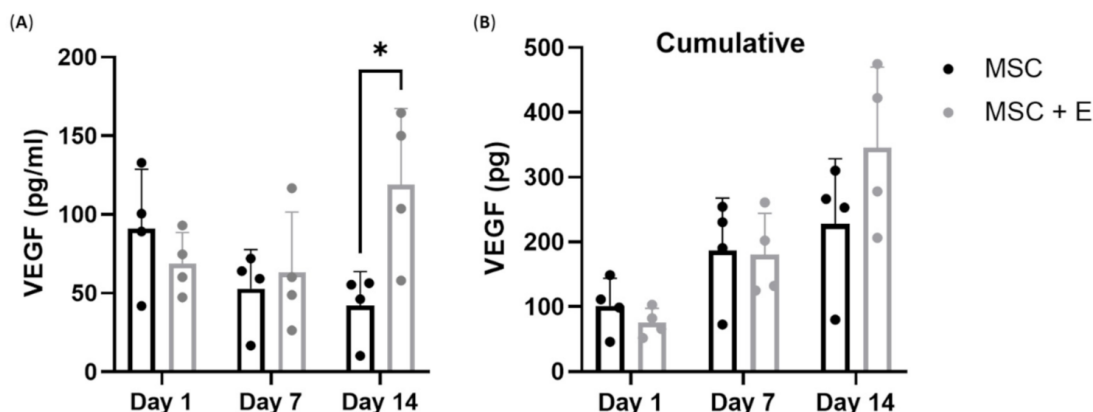 (A)
VEGF (pg/ml)
200
150
100
50
0
*
Day 1 Day 7 Day 14
(B)
Cumulative
VEGF (pg)
500
400
300
200
100
0
Day 1 Day 7 Day 14
MSC
MSC + E